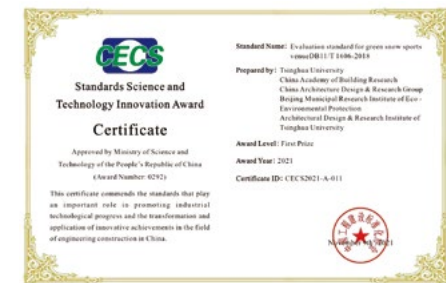 CECS
Standards Science and
Technology Innovation Award
Certificate
Approved by Ministry of Science and
Technology of the People's Republic of China
(Award Number: 0292)
This certificate commends the standards that play
an important role in promoting industrial
technological progress and the transformation and
application of innovative achievements in the field
of engineering construction in China.
Standard Name: Evaluation standard for green snow sports
venueDB11/T 1606-2018
Prepared by: Tsinghua University
China Academy of Building Research
China Architecture Design & Research Group
Beijing Municipal Research Institute of Eco-
Environmental Protection
Architectural Design & Research Institute of
Tsinghua University
Award Level: First Prize
Award Year: 2021
Certificate ID: CECS2021-A-011
November 2021